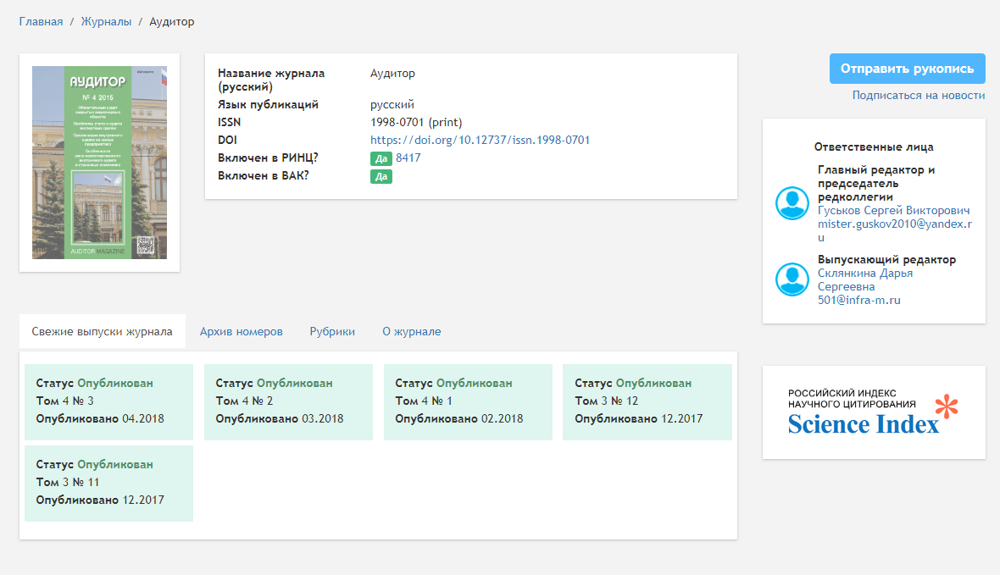 Главная / Журналы / Аудитор
АУДИТОР
№ 4 2015
AUDITOR MAGAZINE
Название журнала
(русский)
Аудитор
Язык публикаций
русский
ISSN
1998-0701 (print)
DOI
https://doi.org/10.12737/issn.1998-0701
Включен в РИНЦ?
Да 8417
Включен в ВАК?
Да
Отправить рукопись
Подписаться на новости
Ответственные лица
Главный редактор и
председатель
редколлегии
Гуськов Сергей Викторович
mister.guskov2010@yandex.r
u
Выпускающий редактор
Склянкина Дарья
Сергеевна
501@infra-m.ru
Свежие выпуски журнала
Архив номеров
Рубрики
О журнале
Статус Опубликован
Том 4 № 3
Опубликовано 04.2018
Статус Опубликован
Том 4 № 2
Опубликовано 03.2018
Статус Опубликован
Том 4 № 1
Опубликовано 02.2018
Статус Опубликован
Том 3 № 12
Опубликовано 12.2017
Статус Опубликован
Том 3 № 11
Опубликовано 12.2017
РОССИЙСКИЙ ИНДЕКС
НАУЧНОГО ЦИТИРОВАНИЯ
Science Index